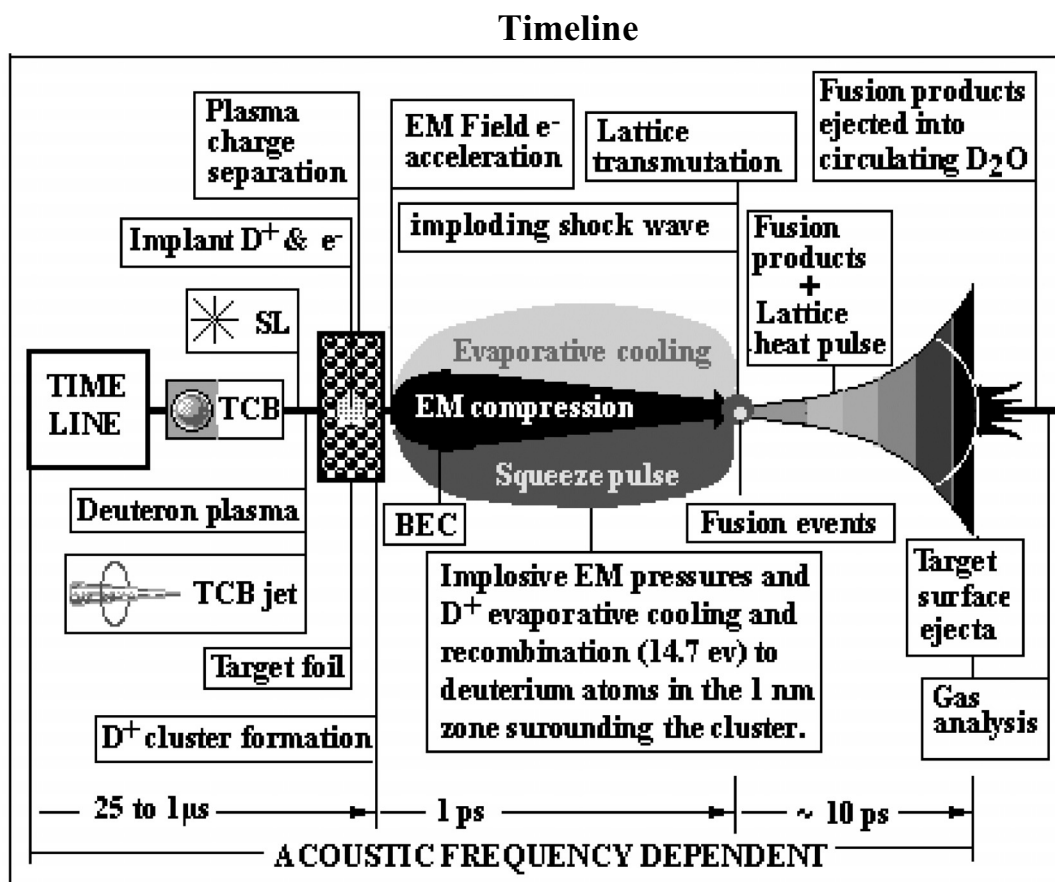 Timeline
Plasma
charge
separation
EM Field e-
acceleration
Lattice
transmutation
Fusion products
ejected into
circulating D2O
Implant D+ & e-
imploding shock wave
Fusion
products
+
Lattice
heat pulse
SL
TIME
LINE
TCB
Evaporative cooling
EM compression
Squeeze pulse
Deuteron plasma
BEC
Fusion events
TCB jet
Implosive EM pressures and
D+ evaporative cooling and
recombination (14.7 ev) to
deuterium atoms in the 1 nm
zone surounding the cluster.
Target
surface
ejecta
Target foil
Gas
analysis
D+ cluster formation
25 to 1µs
1 ps
~ 10 ps
ACOUSTIC FREQUENCY DEPENDENT